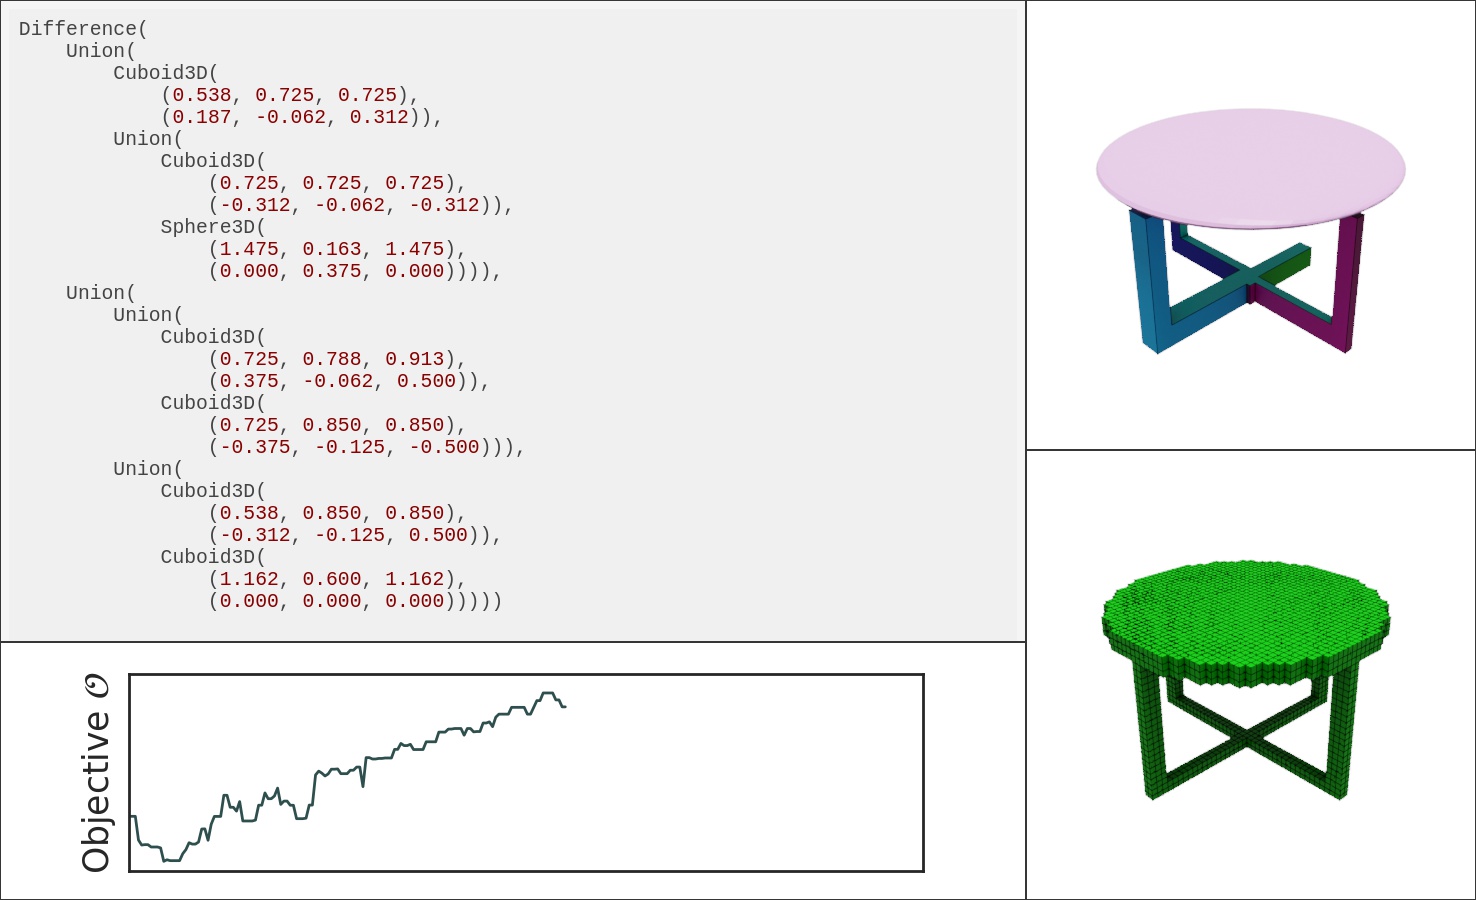 Difference(
    Union(
        Cuboid3D(
            (0.538, 0.725, 0.725),
            (0.187, -0.062, 0.312)),
        Union(
            Cuboid3D(
                (0.725, 0.725, 0.725),
                (-0.312, -0.062, -0.312)),
            Sphere3D(
                (1.475, 0.163, 1.475),
                (0.000, 0.375, 0.000)))),
    Union(
        Union(
            Cuboid3D(
                (0.725, 0.788, 0.913),
                (0.375, -0.062, 0.500)),
            Cuboid3D(
                (0.725, 0.850, 0.850),
                (-0.375, -0.125, -0.500))),
        Union(
            Cuboid3D(
                (0.538, 0.850, 0.850),
                (-0.312, -0.125, 0.500)),
            Cuboid3D(
                (1.162, 0.600, 1.162),
                (0.000, 0.000, 0.000)))))
Objective 𝒪